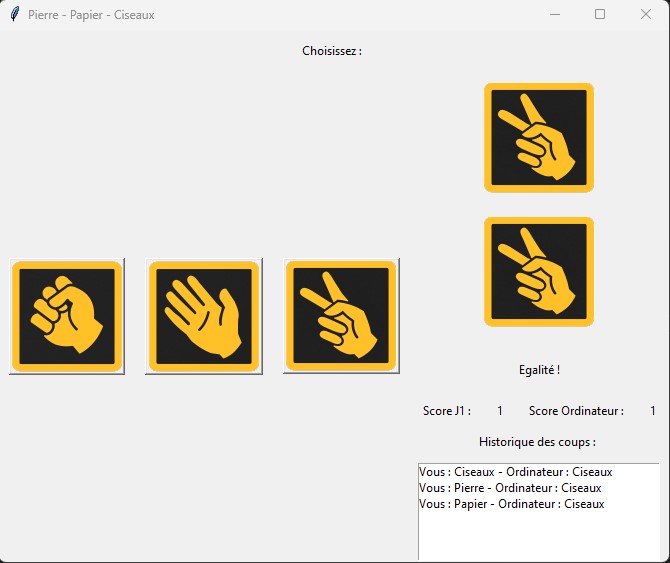 Pierre - Papier - Ciseaux
Choisissez :
Egalité !
Score J1 : 1 Score Ordinateur : 1
Historique des coups :
Vous : Ciseaux - Ordinateur : Ciseaux
Vous : Pierre - Ordinateur : Ciseaux
Vous : Papier - Ordinateur : Ciseaux